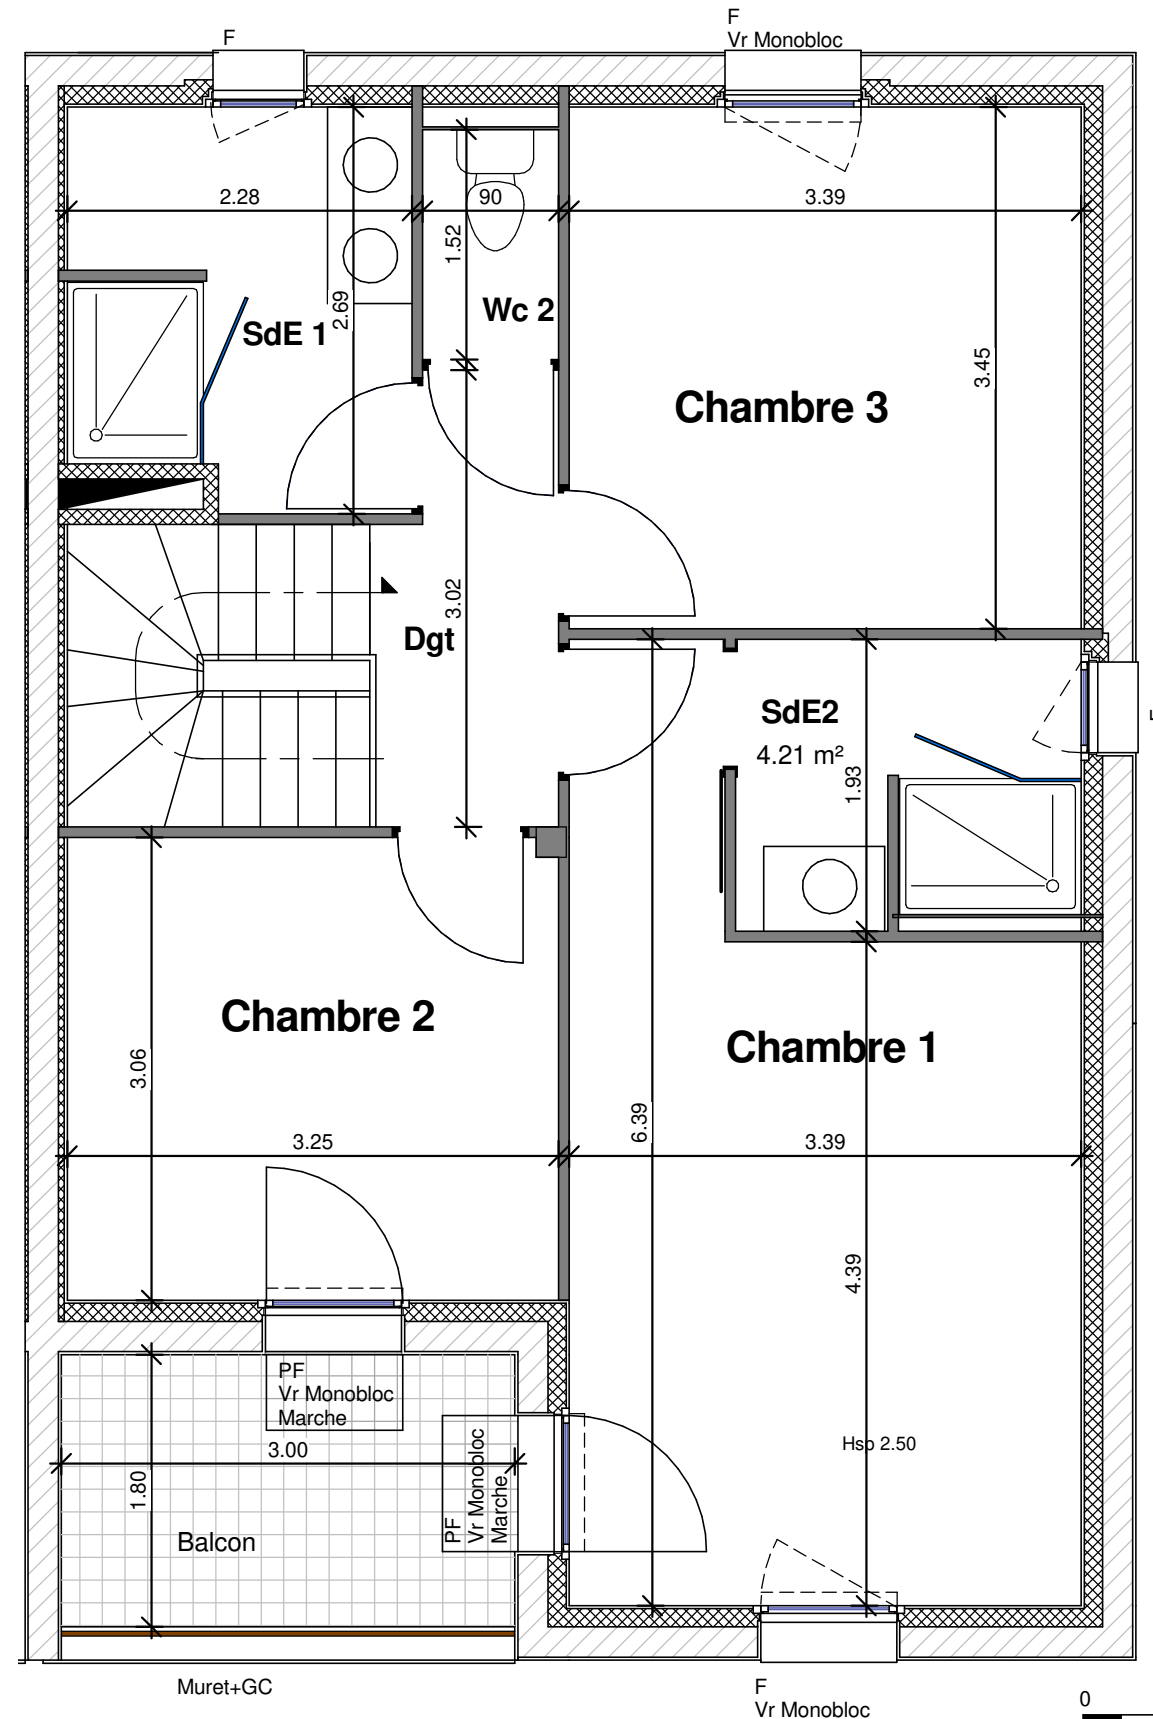 F
F
Vr Monobloc
2.28
90
3.39
1.52
2.69
Wc 2
SdE 1
3.45
Chambre 3
3.02
Dgt
SdE2
4.21 m²
1.93
Chambre 2
Chambre 1
3.06
6.39
3.25
3.39
4.39
PF
Vr Monobloc
Marche
PF
Vr Monobloc
Marche
3.00
1.80
Hsp 2.50
Balcon
Muret+GC
F
Vr Monobloc
0